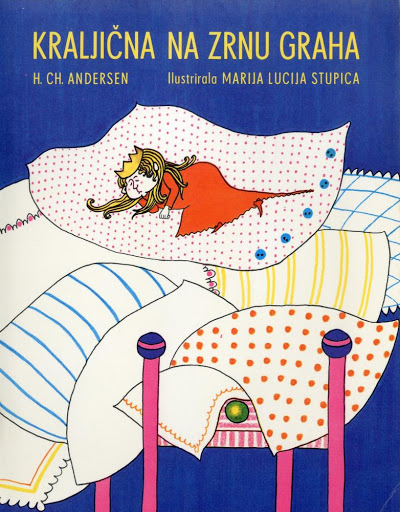 KRALJIČNA NA ZRNU GRAHA
H. CH. ANDERSEN Ilustrirala MARIJA LUCIJA STUPICA